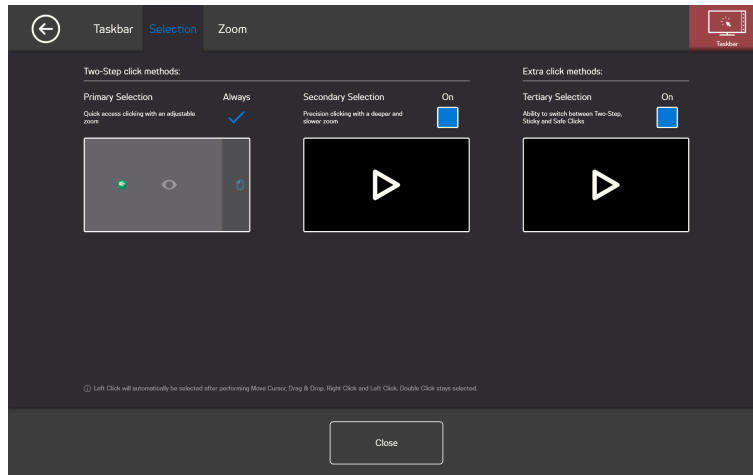 Taskbar
Selection
Zoom
Taskbar
Two-Step click methods:
Extra click methods:
Primary Selection
Always
Quick access clicking with an adjustable
zoom
Secondary Selection
On
Precision clicking with a deeper and
slower zoom
Tertiary Selection
On
Ability to switch between Two-Step,
Sticky and Safe Clicks
Left Click will automatically be selected after performing Move Cursor, Drag & Drop, Right Click and Left Click. Double Click stays selected.
Close